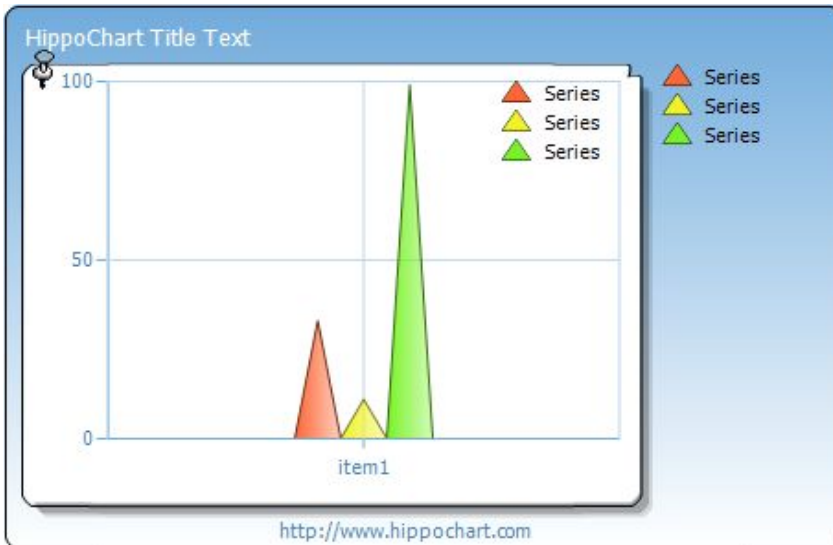 HippoChart Title Text
100
50
0
Series
Series
Series
Series
Series
Series
item1
http://www.hippochart.com